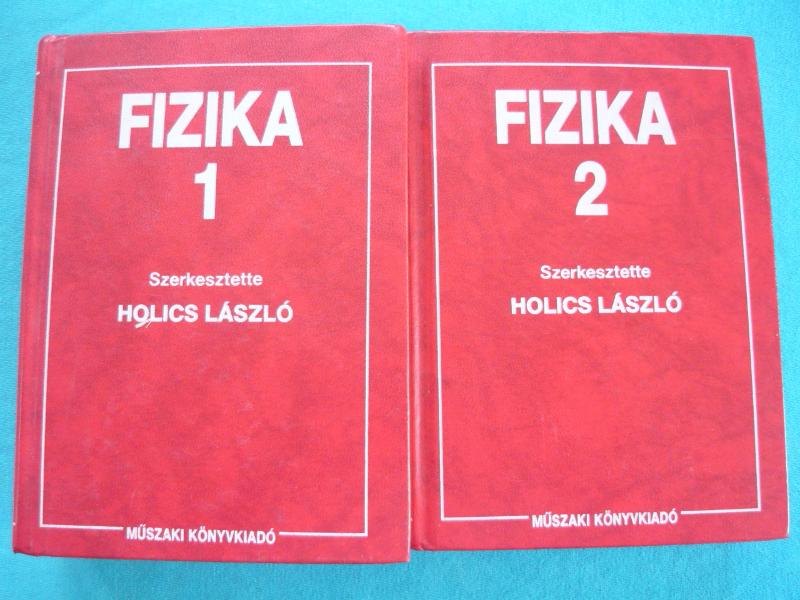 FIZIKA
1
Szerkesztette
HOLICS LÁSZLÓ
MŰSZAKI KÖNYVKIADÓ
FIZIKA
2
Szerkesztette
HOLICS LÁSZLÓ
MŰSZAKI KÖNYVKIADÓ